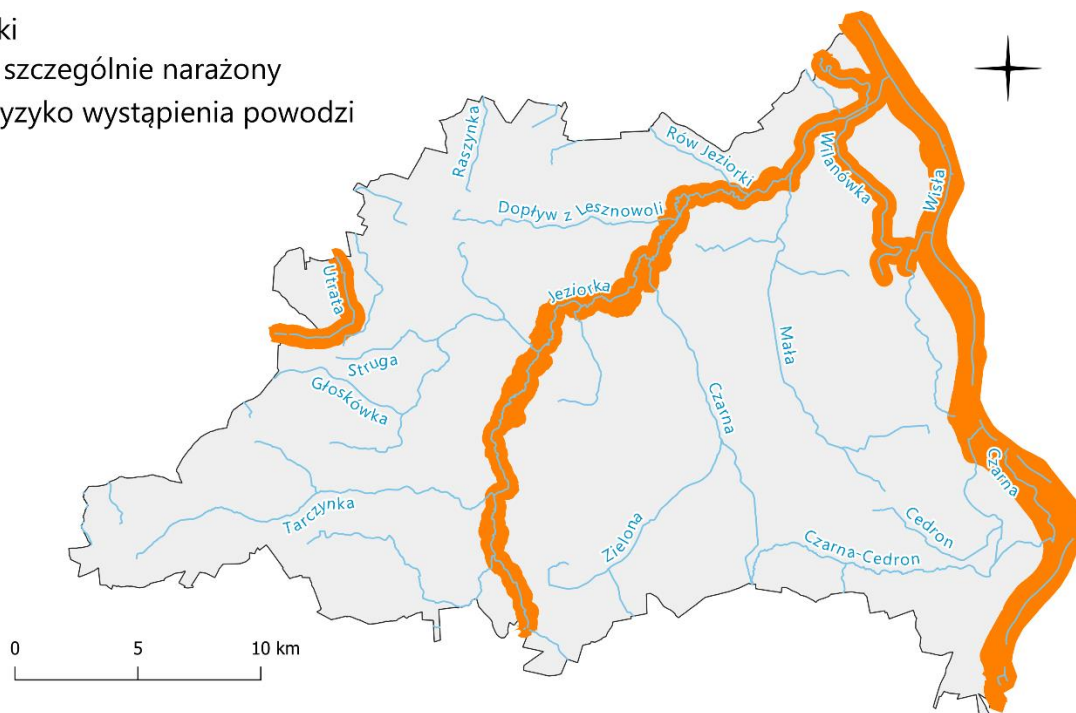 ki
szczególnie narażony
yzyko wystąpienia powodzi
Raszynka
Rów Jeziorki
Wilanówka
Wisła
Dopływ z Lesznowoli
Utrata
Jeziorka
Struga
Głoskówka
Mała
Czarna
Czarna
Tarczynka
Zielona
Cedron
Czarna-Cedron
0 5 10 km